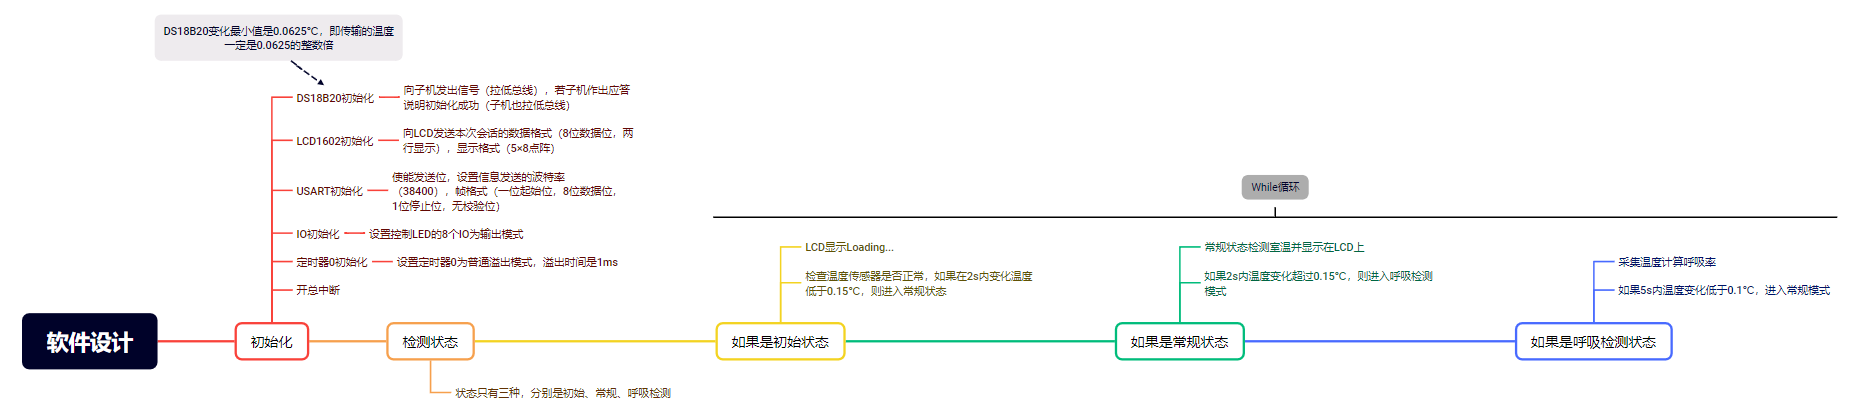 DS18B20变化最小值是0.0625℃，即传输的温度
一定是0.0625的整数倍
DS18B20初始化
向子机发出信号（拉低总线），若子机作出应答
说明初始化成功（子机也拉低总线）
LCD1602初始化
向LCD发送本次会话的数据格式（8位数据位，两
行显示），显示格式（5×8点阵）
USART初始化
使能发送位，设置信息发送的波特率
（38400），帧格式（一位起始位，8位数据位，
1位停止位，无校验位）
IO初始化
设置控制LED的8个IO为输出模式
定时器0初始化
设置定时器0为普通溢出模式，溢出时间是1ms
开总中断
While循环
LCD显示Loading...
检查温度传感器是否正常，如果在2s内变化温度
低于0.15℃，则进入常规状态
常规状态检测室温并显示在LCD上
如果2s内温度变化超过0.15℃，则进入呼吸检测
模式
采集温度计算呼吸率
如果5s内温度变化低于0.1℃，进入常规模式
软件设计
初始化
检测状态
如果是初始状态
如果是常规状态
如果是呼吸检测状态
状态只有三种，分别是初始、常规、呼吸检测